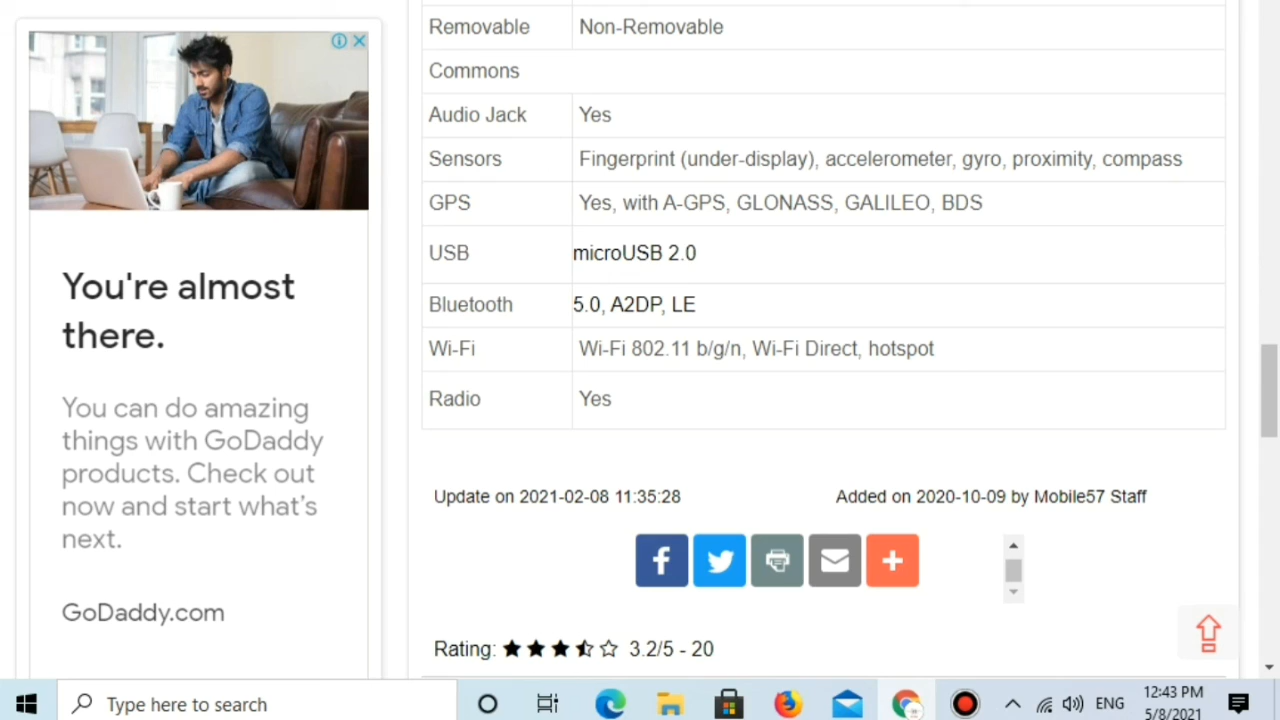 Removable Non-Removable
Commons
Audio Jack Yes
Sensors Fingerprint (under-display), accelerometer, gyro, proximity, compass
GPS Yes, with A-GPS, GLONASS, GALILEO, BDS
USB microUSB 2.0
Bluetooth 5.0, A2DP, LE
Wi-Fi Wi-Fi 802.11 b/g/n, Wi-Fi Direct, hotspot
Radio Yes
You're almost
there.
You can do amazing
things with GoDaddy
products. Check out
now and start what's
next.
GoDaddy.com
Update on 2021-02-08 11:35:28 Added on 2020-10-09 by Mobile57 Staff
Rating: 3.2/5 - 20
Type here to search
ENG
12:43 PM
5/8/2021